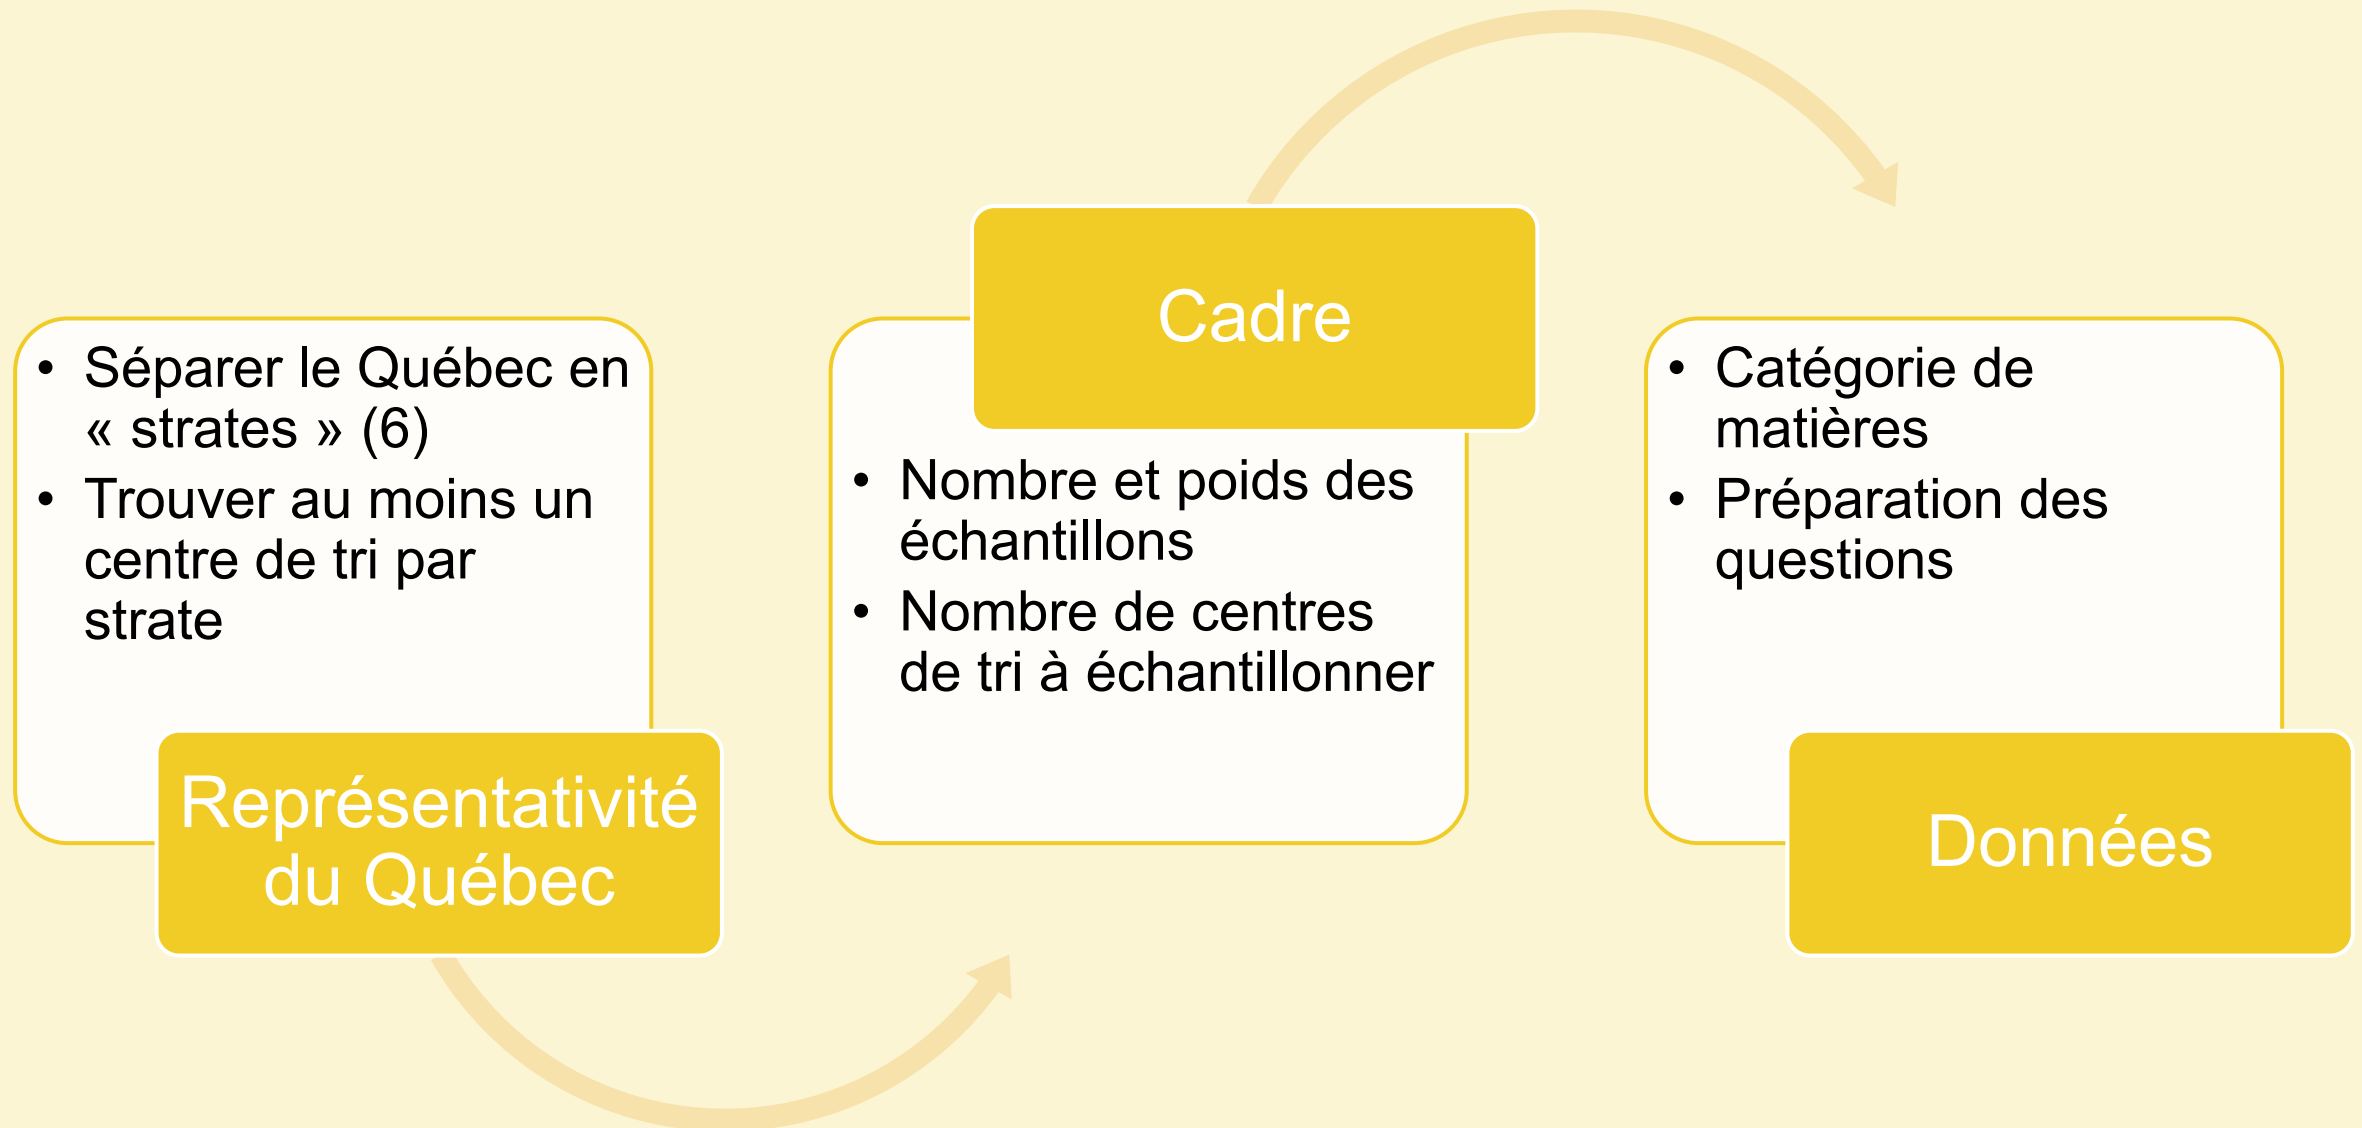 • Séparer le Québec en
« strates » (6)
• Trouver au moins un
centre de tri par
strate
Représentativité
du Québec
Cadre
• Nombre et poids des
échantillons
• Nombre de centres
de tri à échantillonner
• Catégorie de
matières
• Préparation des
questions
Données